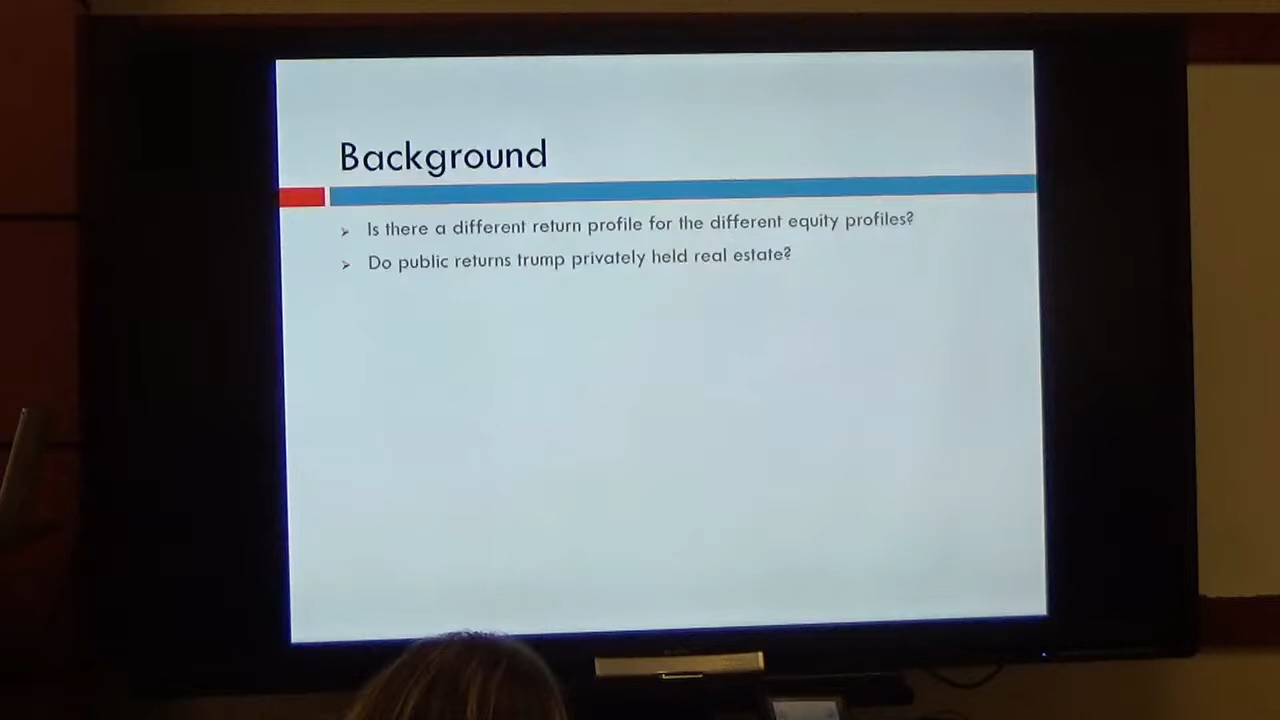 Background
➢ Is there a different return profile for the different equity profiles?
➢ Do public returns trump privately held real estate?